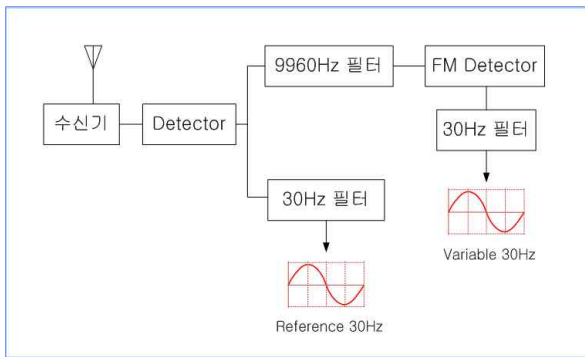 9960Hz 필터
FM Detector
수신기
Detector
30Hz 필터
30Hz 필터
Variable 30Hz
Reference 30Hz